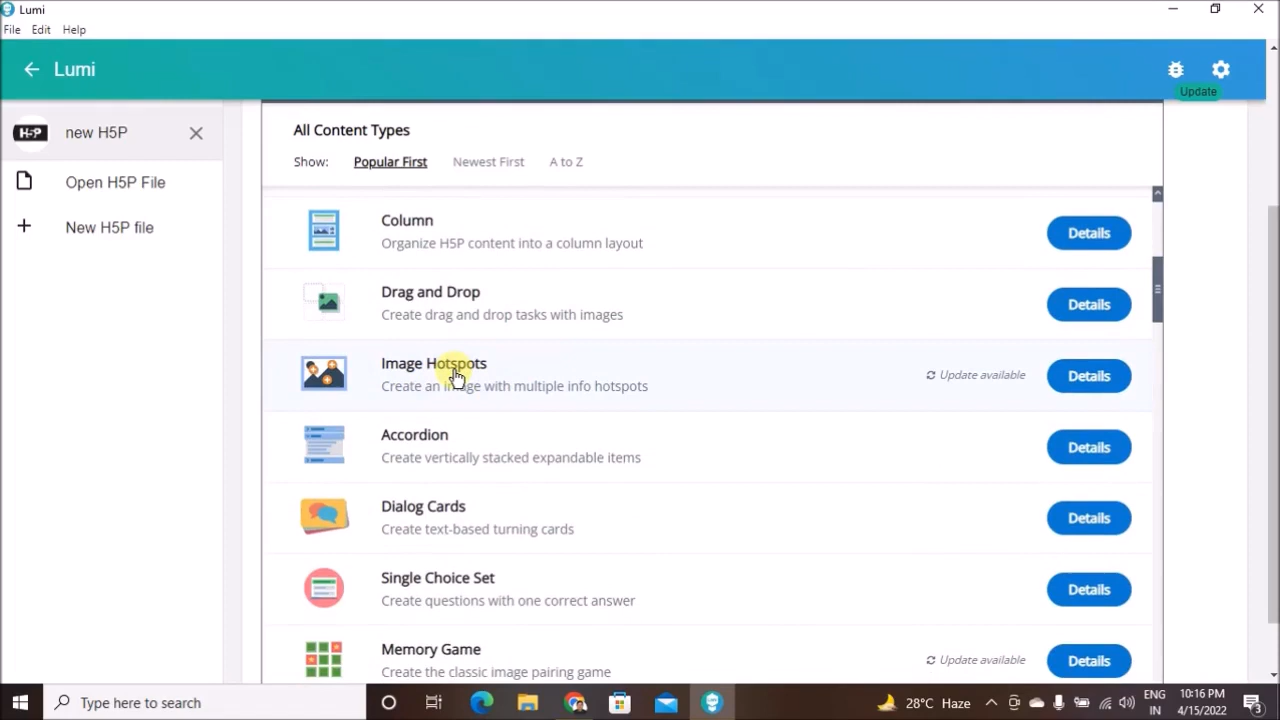 Lumi
File Edit Help
Lumi
Update
H5P new H5P
Open H5P File
New H5P file
All Content Types
Show: Popular First Newest First A to Z
Column
Organize H5P content into a column layout
Details
Drag and Drop
Create drag and drop tasks with images
Details
Image Hotspots
Create an image with multiple info hotspots
Update available
Details
Accordion
Create vertically stacked expandable items
Details
Dialog Cards
Create text-based turning cards
Details
Single Choice Set
Create questions with one correct answer
Details
Memory Game
Create the classic image pairing game
Update available
Details
Type here to search
28°C Haze
ENG
IN
10:16 PM
4/15/2022
3